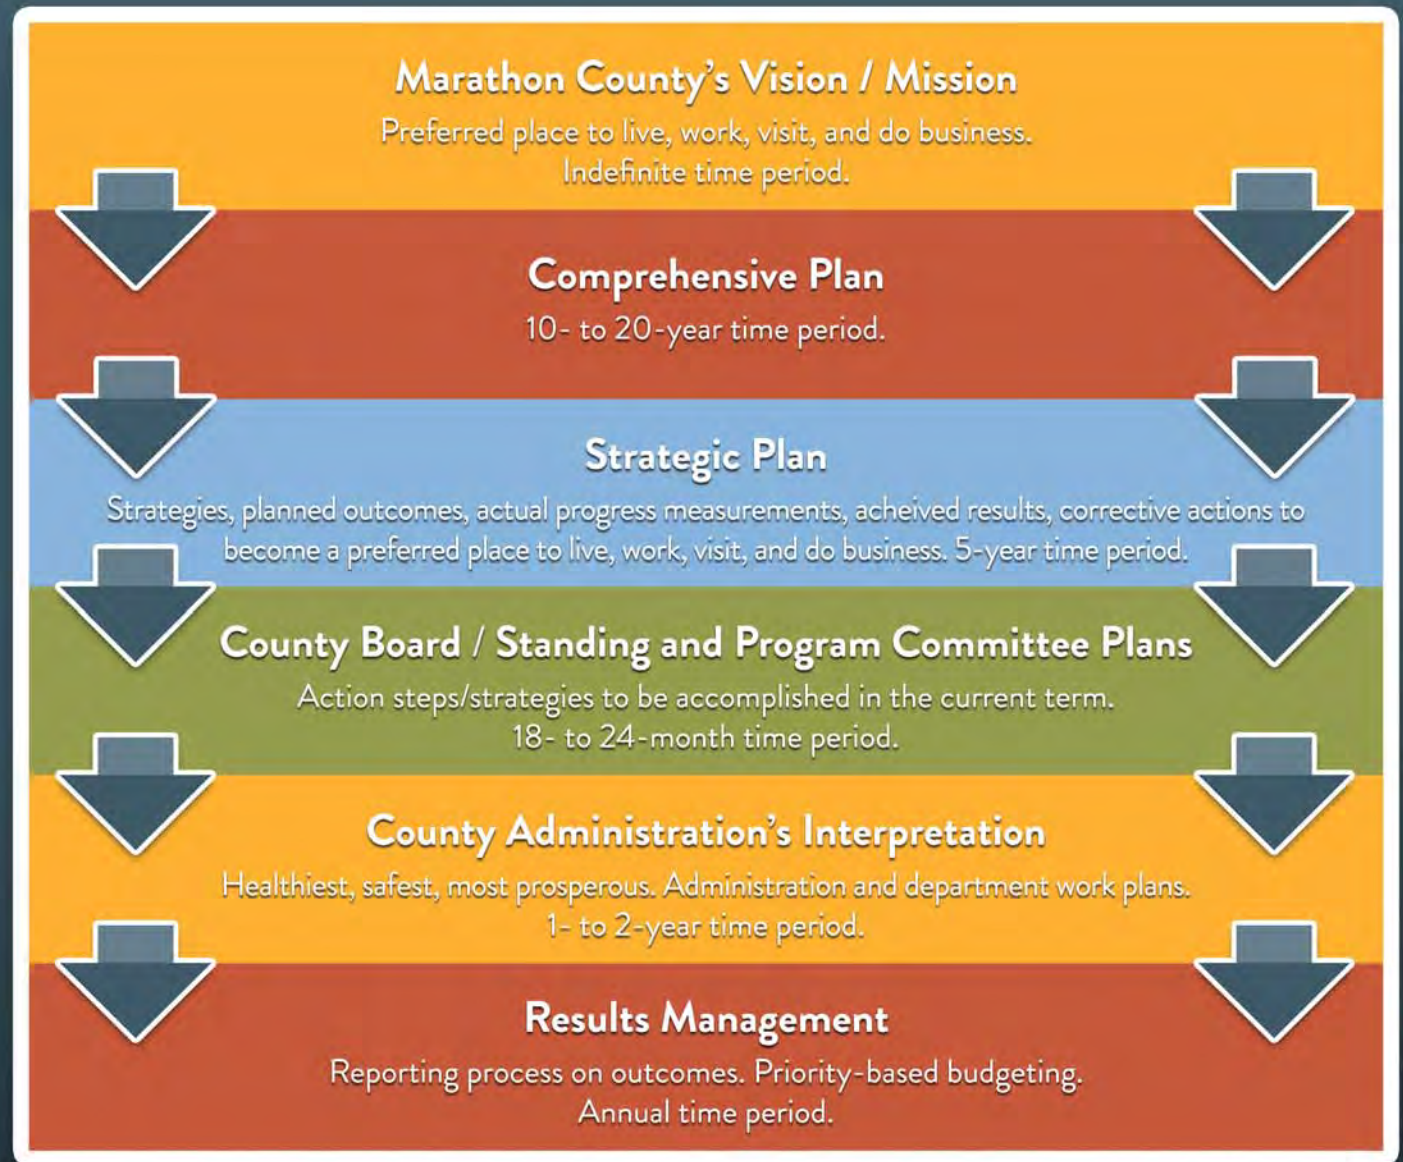 Marathon County's Vision / Mission
Preferred place to live, work, visit, and do business.
Indefinite time period.
Comprehensive Plan
10- to 20-year time period.
Strategic Plan
Strategies, planned outcomes, actual progress measurements, acheived results, corrective actions to
become a preferred place to live, work, visit, and do business. 5-year time period.
County Board / Standing and Program Committee Plans
Action steps/strategies to be accomplished in the current term.
18- to 24-month time period.
County Administration's Interpretation
Healthiest, safest, most prosperous. Administration and department work plans.
1- to 2-year time period.
Results Management
Reporting process on outcomes. Priority-based budgeting.
Annual time period.